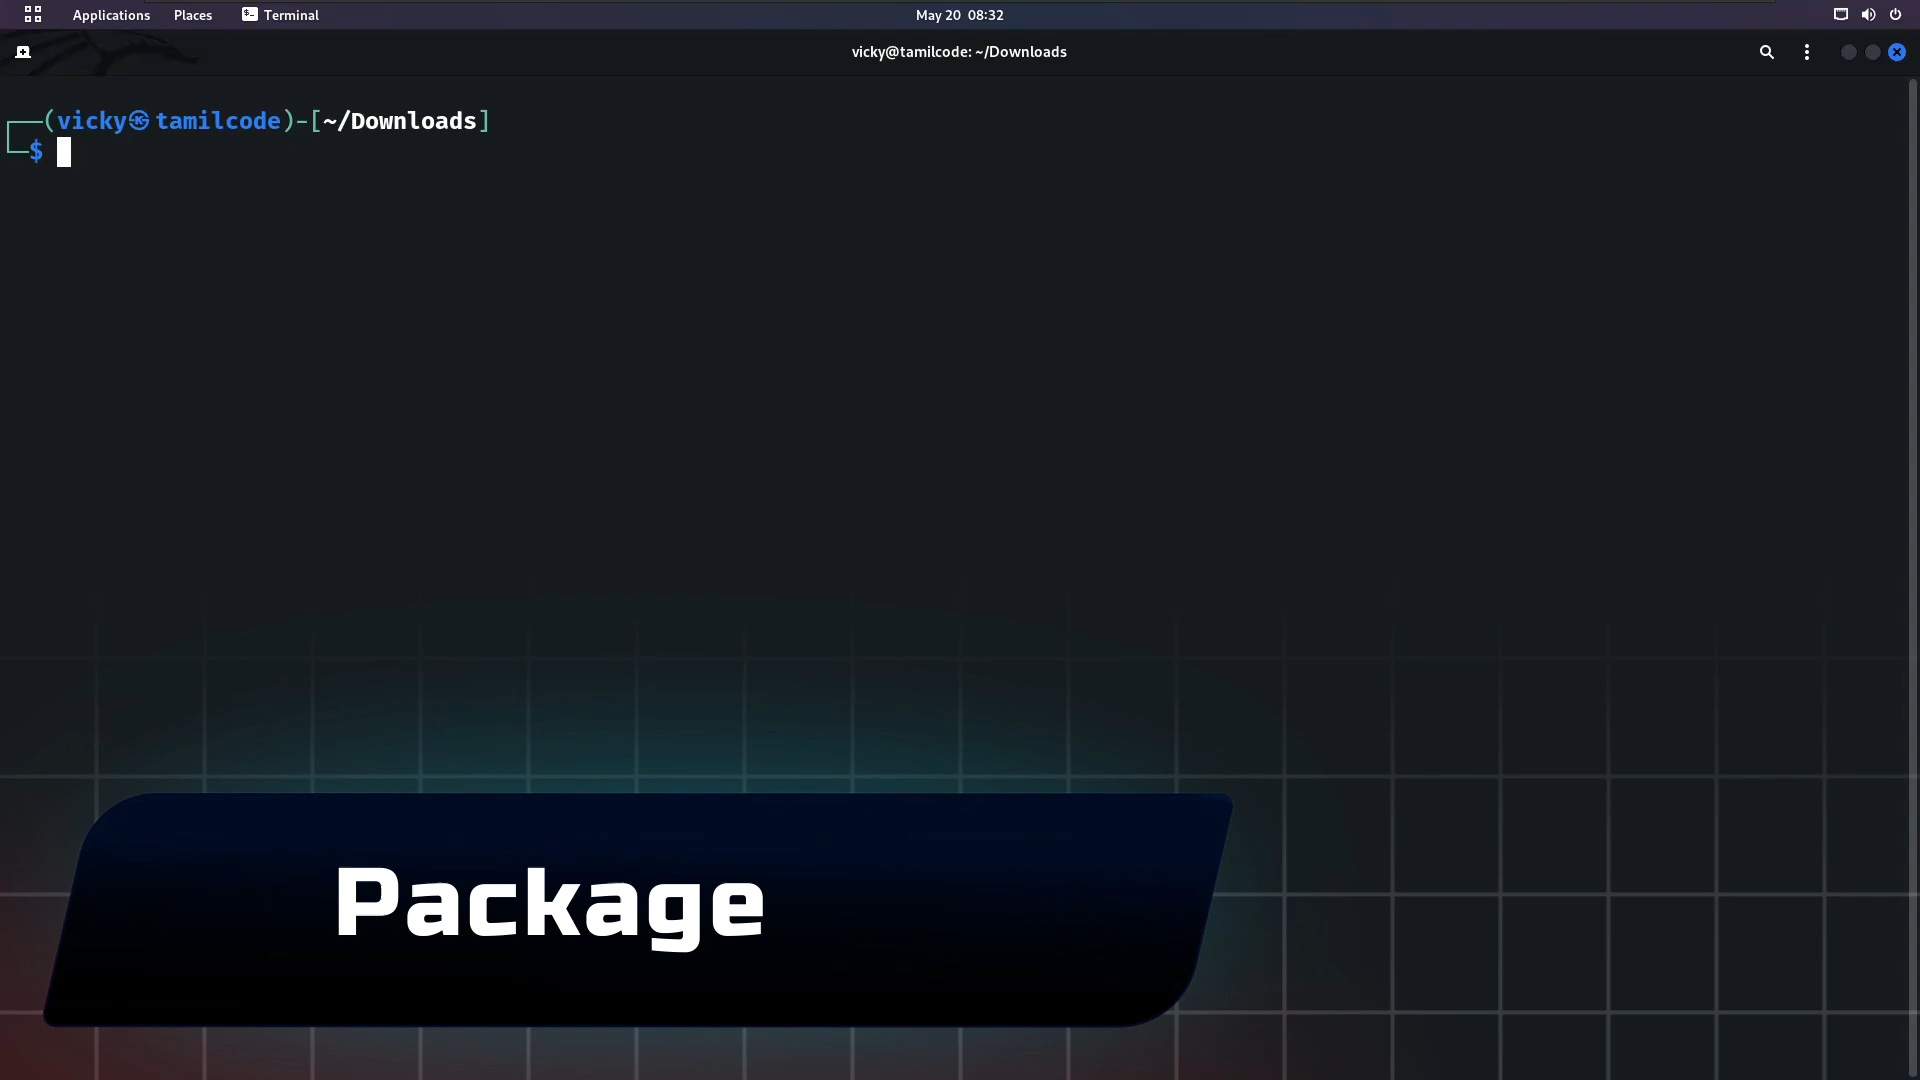 Applications Places Terminal May 20 08:32
vicky@tamilcode: ~/Downloads
┌──(vicky㉿tamilcode)-[~/Downloads]
└─$
Package